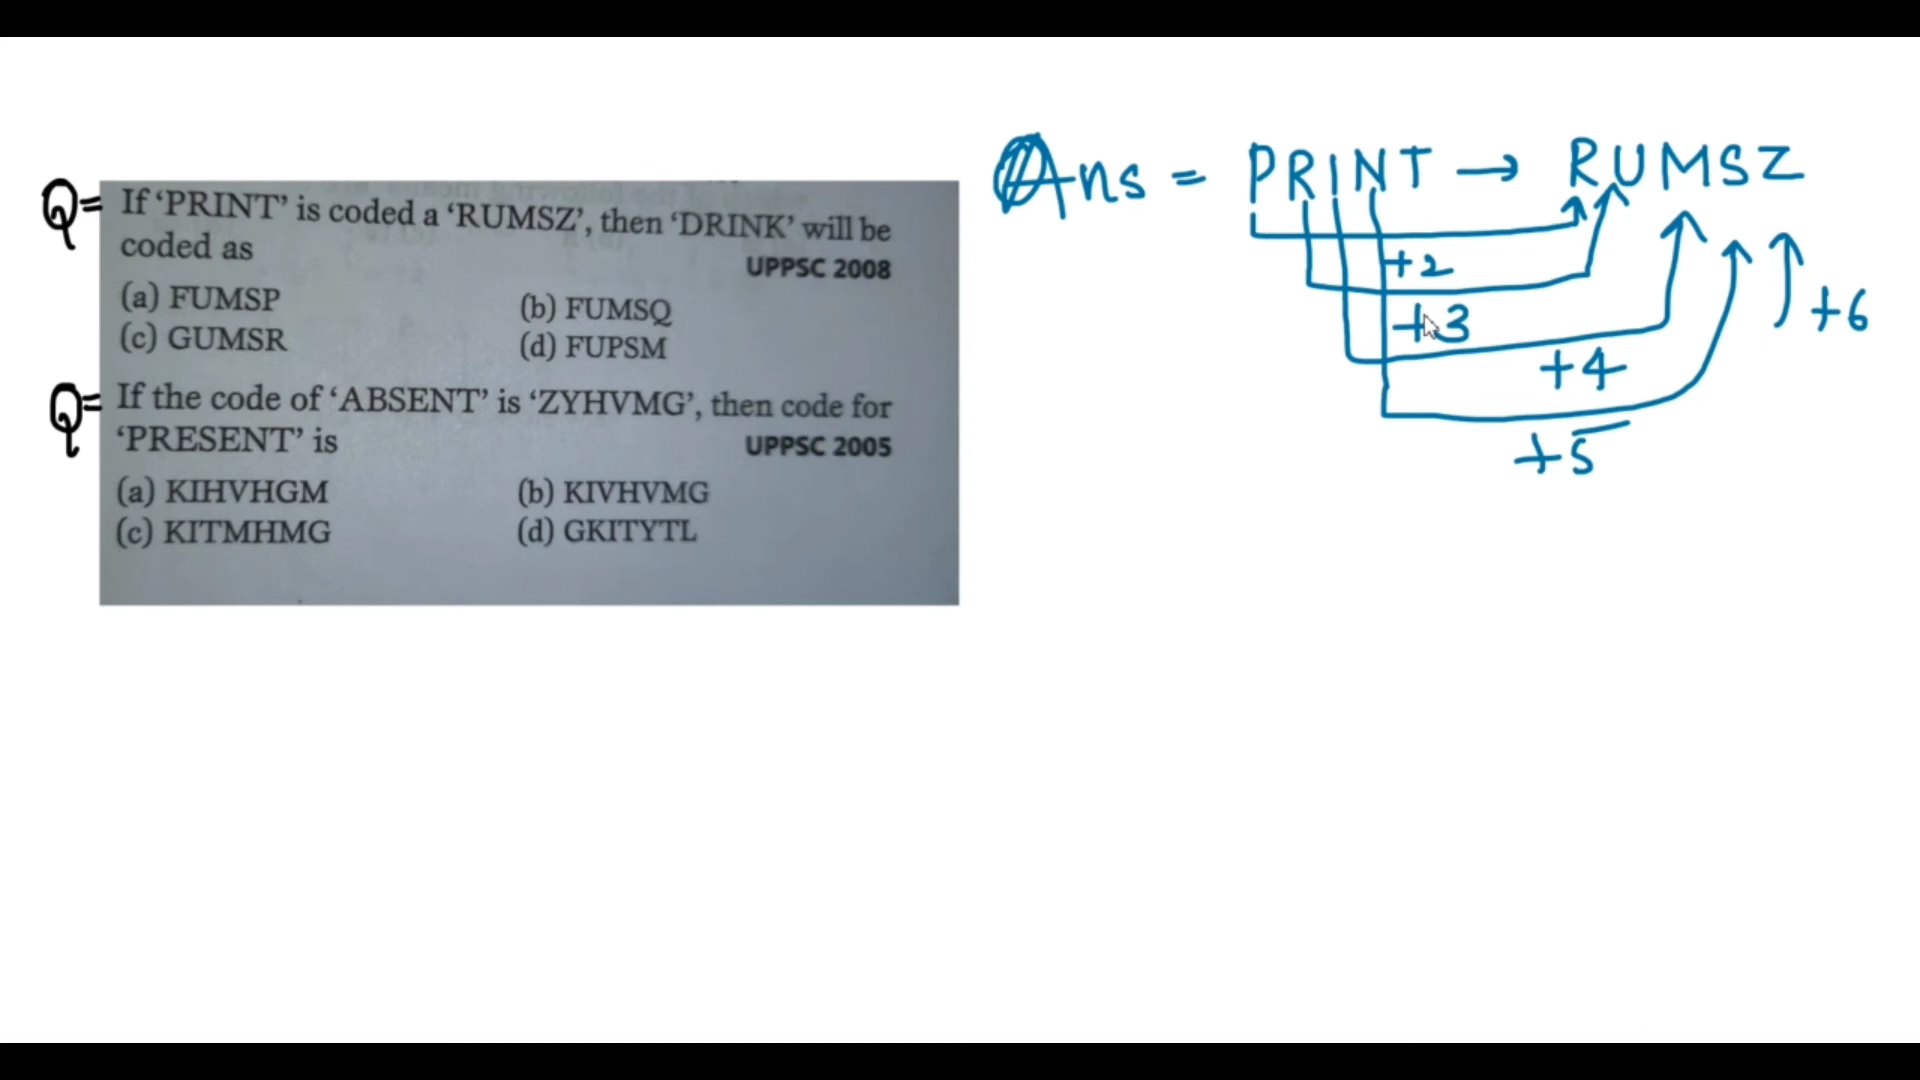 Q= If ‘PRINT’ is coded a ‘RUMSZ’, then ‘DRINK’ will be
coded as UPPSC 2008
(a) FUMSP (b) FUMSQ
(c) GUMSR (d) FUPSM
Q= If the code of ‘ABSENT’ is ‘ZYHVMG’, then code for
‘PRESENT’ is UPPSC 2005
(a) KIHVHGM (b) KIVHVMG
(c) KITMHMG (d) GKITYTL
Ans = PRINT → RUMSZ
+2
+3
+4
+5
+6